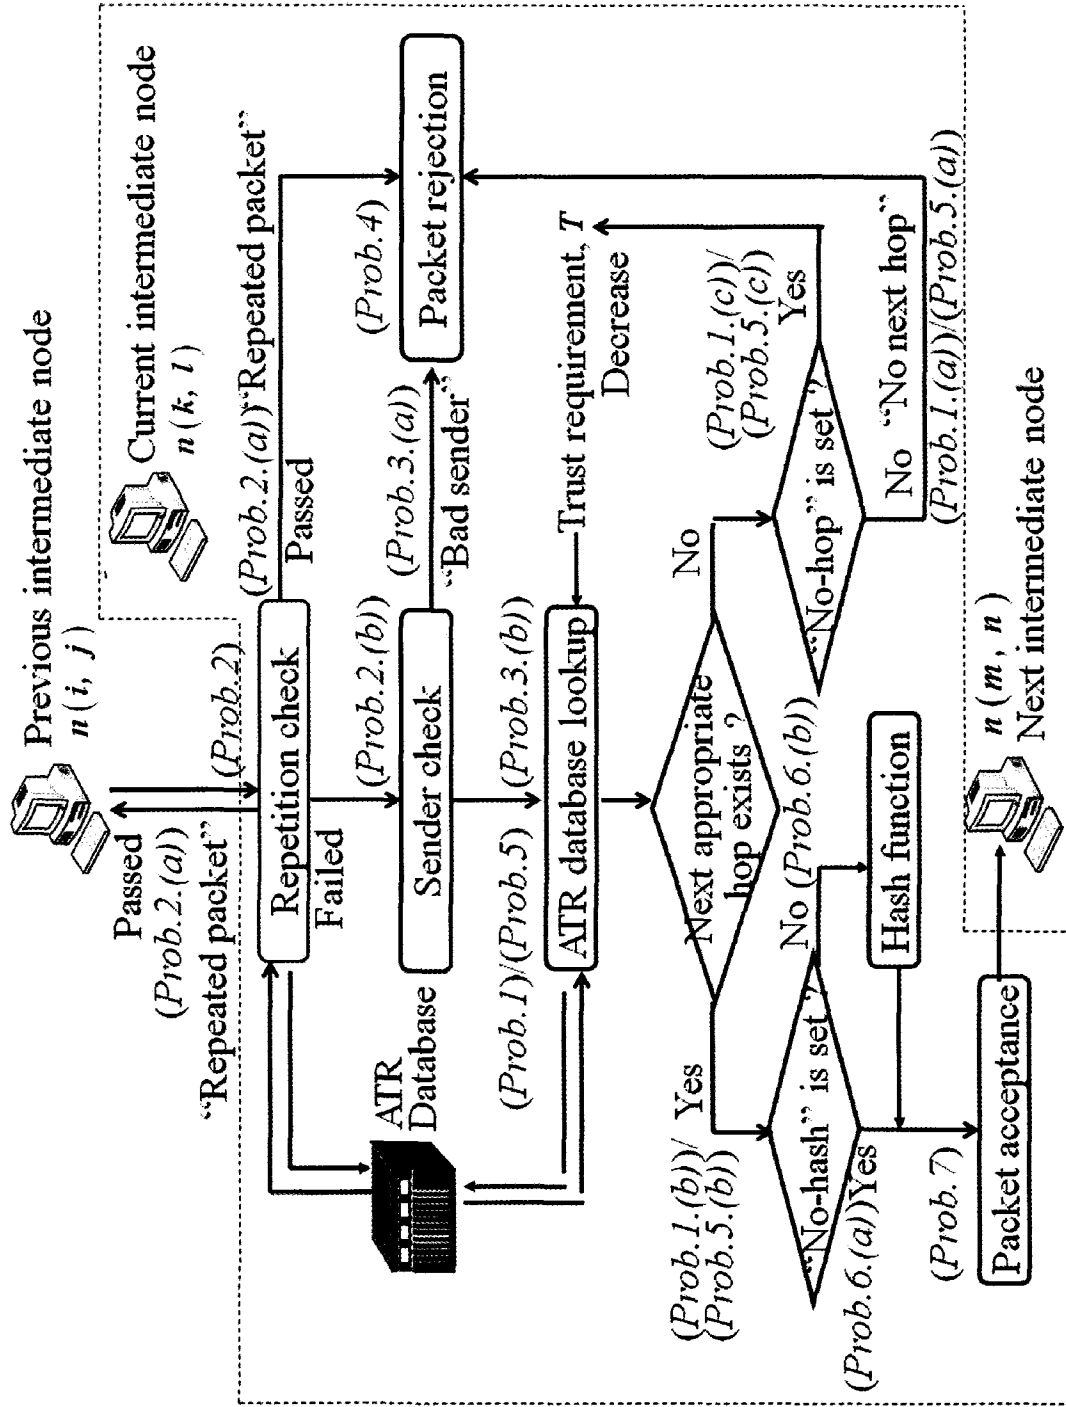 Previous intermediate node
n(i, j)
Current intermediate node
n(k, l)
Passed
(Prob.2.(a))
“Repeated packet”
(Prob.2)
Repetition check
(Prob.2.(a))“Repeated packet”
Passed
Failed
(Prob.4)
Packet rejection
ATR
Database
Sender check
(Prob.2.(b))
(Prob.3.(a))
“Bad sender”
(Prob.1)/(Prob.5)
(Prob.3.(b))
ATR database lookup
Trust requirement, T
Decrease
(Prob.1.(b))/
(Prob.5.(b))
Yes
Next appropriate
hop exists ?
No
(Prob.1.(c))/
(Prob.5.(c))
Yes
“No-hash” is set ?
No (Prob.6.(b))
“No-hop” is set ?
(Prob.6.(a))Yes
Hash function
No “No next hop”
(Prob.1.(a))/(Prob.5.(a))
(Prob.7)
Packet acceptance
n(m, n)
Next intermediate node